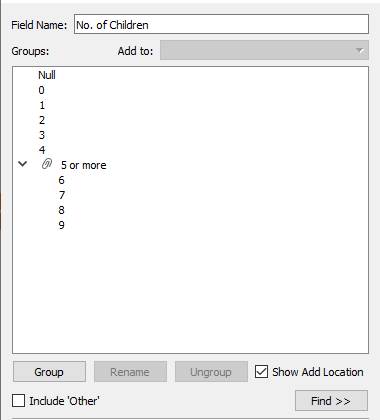 Field Name: No. of Children
Groups: Add to:
Null
0
1
2
3
4
5 or more
6
7
8
9
Group Rename Ungroup Show Add Location
Include 'Other' Find >>